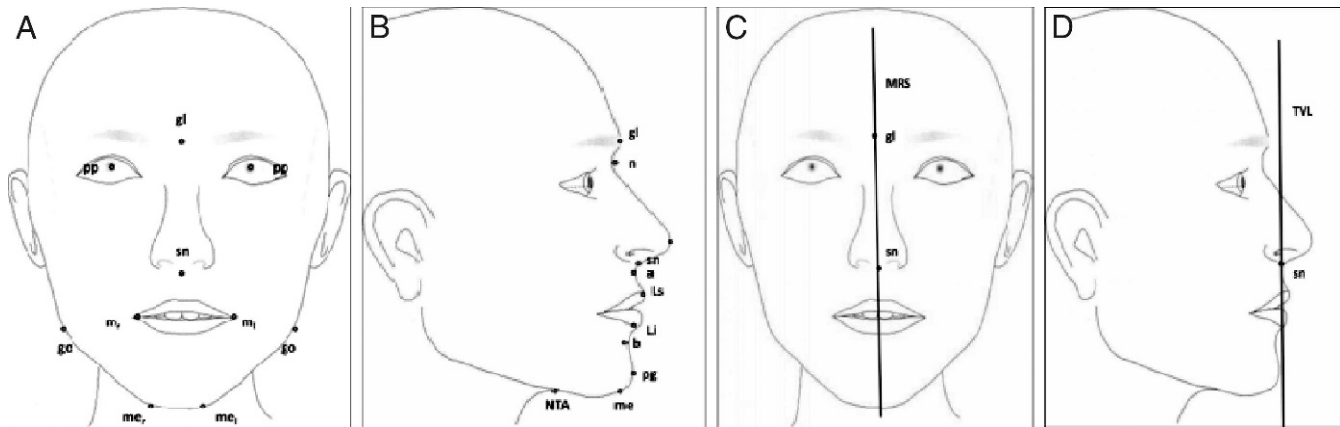 A
gl
pp
pp
sn
mᵣ
mₗ
go
go
meᵣ
meₗ
B
gl
n
sn
a
Ls
Li
b
pg
me
NTA
C
MRS
gl
sn
D
TVL
sn